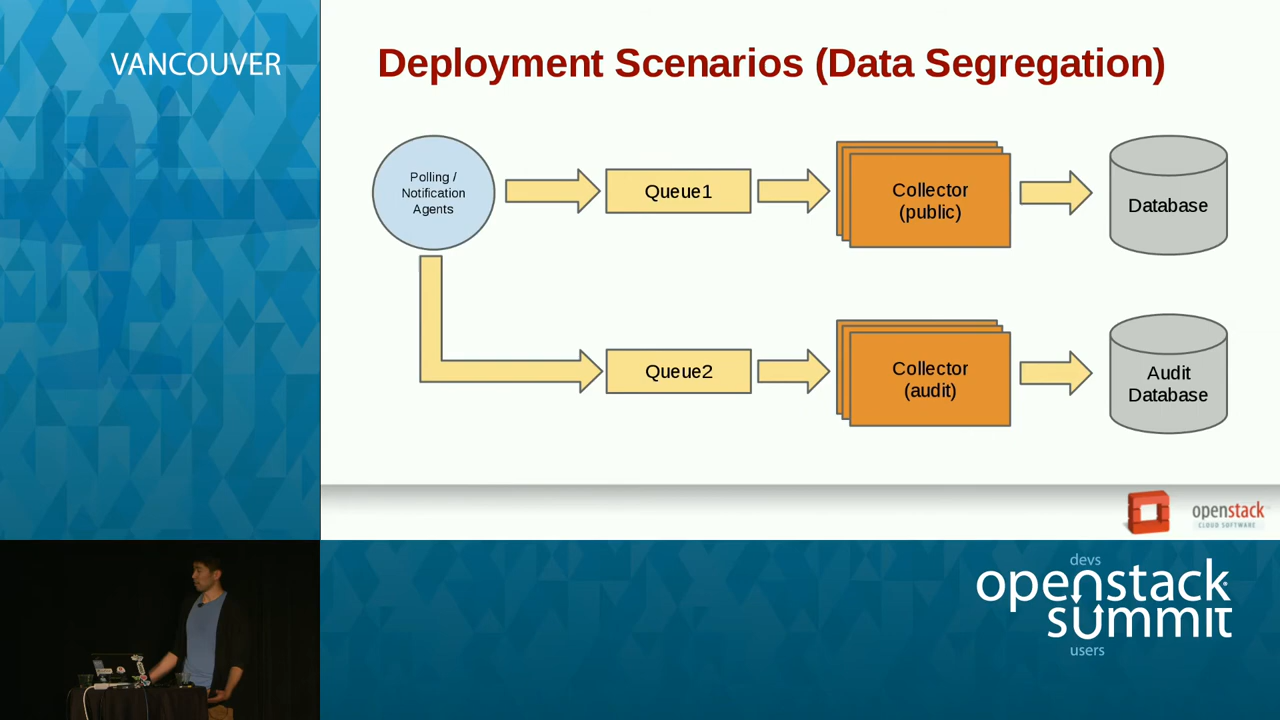 VANCOUVER
Deployment Scenarios (Data Segregation)
Polling /
Notification
Agents
Queue1
Collector
(public)
Database
Queue2
Collector
(audit)
Audit
Database
openstack
CLOUD SOFTWARE
devs
openstack
summit
users